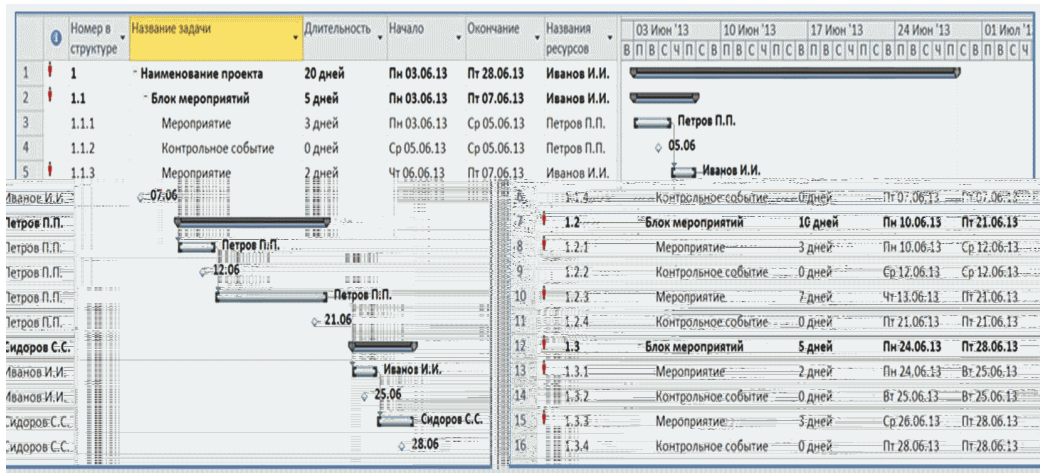 Номер в структуре Название задачи Длительность Начало Окончание Названия ресурсов 03 Июн '13 10 Июн '13 17 Июн '13 24 Июн '13 01 Июл '1
В П В С Ч П С В П В С Ч П С В П В С Ч П С В П В С Ч П С В П В С Ч
1 1 Наименование проекта 20 дней Пн 03.06.13 Пт 28.06.13 Иванов И.И.
2 1.1 Блок мероприятий 5 дней Пн 03.06.13 Пт 07.06.13 Иванов И.И.
3 1.1.1 Мероприятие 3 дней Пн 03.06.13 Ср 05.06.13 Петров П.П. Петров П.П.
4 1.1.2 Контрольное событие 0 дней Ср 05.06.13 Ср 05.06.13 Петров П.П. 05.06
5 1.1.3 Мероприятие 2 дней Чт 06.06.13 Пт 07.06.13 Иванов И.И. Иванов И.И.
Иванов И.И. 07.06 6 1.1.4 Контрольное событие 0 дней Пт 07.06.13 Пт 07.06.13
Петров П.П. 7 1.2 Блок мероприятий 10 дней Пн 10.06.13 Пт 21.06.13
Петров П.П. Петров П.П. 8 1.2.1 Мероприятие 3 дней Пн 10.06.13 Ср 12.06.13
Петров П.П. 12.06 9 1.2.2 Контрольное событие 0 дней Ср 12.06.13 Ср 12.06.13
Петров П.П. Петров П.П. 10 1.2.3 Мероприятие 7 дней Чт 13.06.13 Пт 21.06.13
Петров П.П. 21.06 11 1.2.4 Контрольное событие 0 дней Пт 21.06.13 Пт 21.06.13
Сидоров С.С. 12 1.3 Блок мероприятий 5 дней Пн 24.06.13 Пт 28.06.13
Иванов И.И. Иванов И.И. 13 1.3.1 Мероприятие 2 дней Пн 24.06.13 Вт 25.06.13
Иванов И.И. 25.06 14 1.3.2 Контрольное событие 0 дней Вт 25.06.13 Вт 25.06.13
Сидоров С.С. Сидоров С.С. 15 1.3.3 Мероприятие 3 дней Ср 26.06.13 Пт 28.06.13
Сидоров С.С. 28.06 16 1.3.4 Контрольное событие 0 дней Пт 28.06.13 Пт 28.06.13